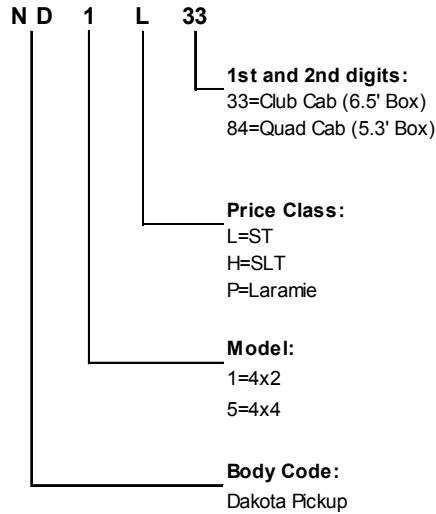 N D 1 L 33
1st and 2nd digits:
33=Club Cab (6.5' Box)
84=Quad Cab (5.3' Box)
Price Class:
L=ST
H=SLT
P=Laramie
Model:
1=4x2
5=4x4
Body Code:
Dakota Pickup